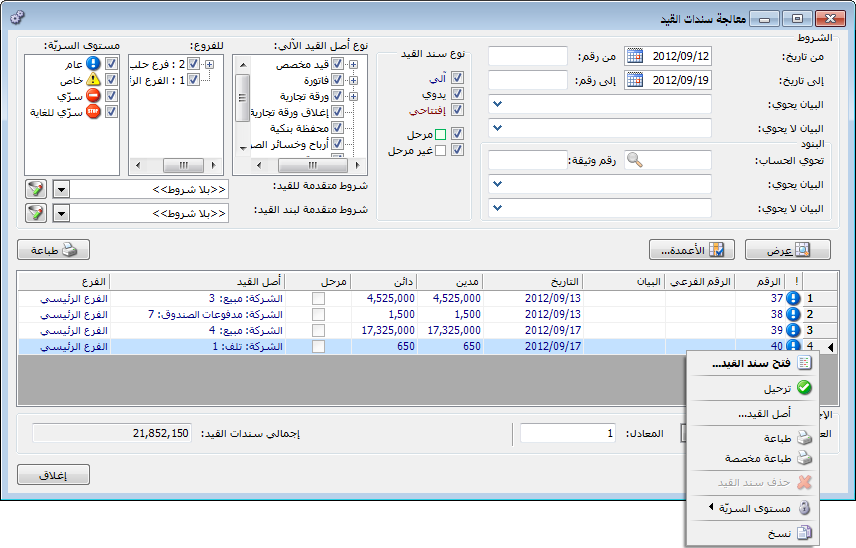 معالجة سندات القيد
الشروط
من تاريخ: 2012/09/12 من رقم:
إلى تاريخ: 2012/09/19 إلى رقم:
البيان يحوي:
البيان لا يحوي:
البنود
تحوي الحساب: رقم وثيقة:
البيان يحوي:
البيان لا يحوي:
نوع سند القيد
آلي
يدوي
إفتتاحي
مرحل
غير مرحل
نوع أصل القيد الآلي:
قيد مخصص
فاتورة
ورقة تجارية
إغلاق ورقة تجارية
محفظة بنكية
أرباح وخسائر الص
للفروع:
2 : فرع حلب
1 : الفرع الر
مستوى السريّة:
عام
خاص
سرّي
سرّي للغاية
شروط متقدمة للقيد: <<بلا شروط>>
شروط متقدمة لبند القيد: <<بلا شروط>>
عرض الأعمدة... طباعة
! الرقم الرقم الفرعي البيان التاريخ مدين دائن مرحل أصل القيد الفرع
1 37 2012/09/13 4,525,000 4,525,000 الشركة: مبيع: 3 الفرع الرئيسي
2 38 2012/09/13 1,500 1,500 الشركة: مدفوعات الصندوق: 7 الفرع الرئيسي
3 39 2012/09/17 17,325,000 17,325,000 الشركة: مبيع: 4 الفرع الرئيسي
4 40 2012/09/17 650 650 الشركة: تلف: 1 الفرع الرئيسي
المعادل: 1 إجمالي سندات القيد: 21,852,150
إغلاق
فتح سند القيد...
ترحيل
أصل القيد...
طباعة
طباعة مخصصة
حذف سند القيد
مستوى السريّة
نسخ